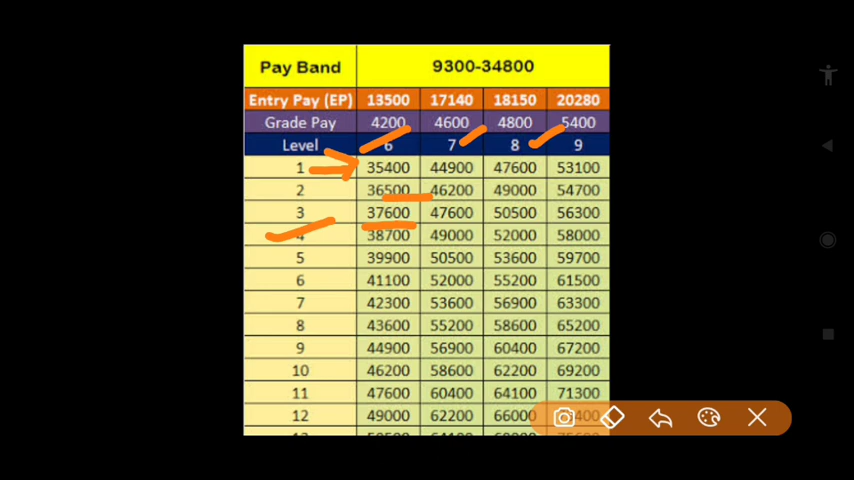 Pay Band 9300-34800
Entry Pay (EP) 13500 17140 18150 20280
Grade Pay 4200 4600 4800 5400
Level 6 7 8 9
1 35400 44900 47600 53100
2 36500 46200 49000 54700
3 37600 47600 50500 56300
4 38700 49000 52000 58000
5 39900 50500 53600 59700
6 41100 52000 55200 61500
7 42300 53600 56900 63300
8 43600 55200 58600 65200
9 44900 56900 60400 67200
10 46200 58600 62200 69200
11 47600 60400 64100 71300
12 49000 62200 66000